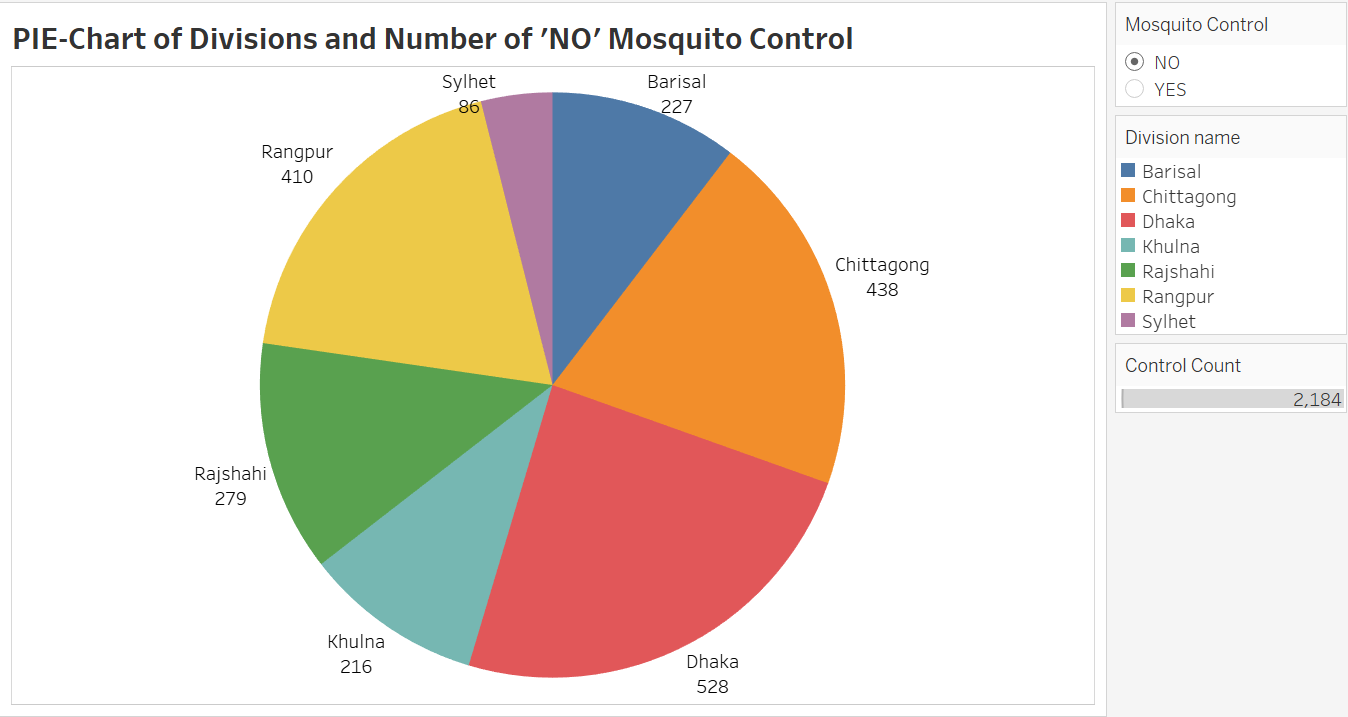 PIE-Chart of Divisions and Number of 'NO' Mosquito Control
Sylhet
86
Barisal
227
Rangpur
410
Chittagong
438
Rajshahi
279
Khulna
216
Dhaka
528
Mosquito Control
NO
YES
Division name
Barisal
Chittagong
Dhaka
Khulna
Rajshahi
Rangpur
Sylhet
Control Count
2,184